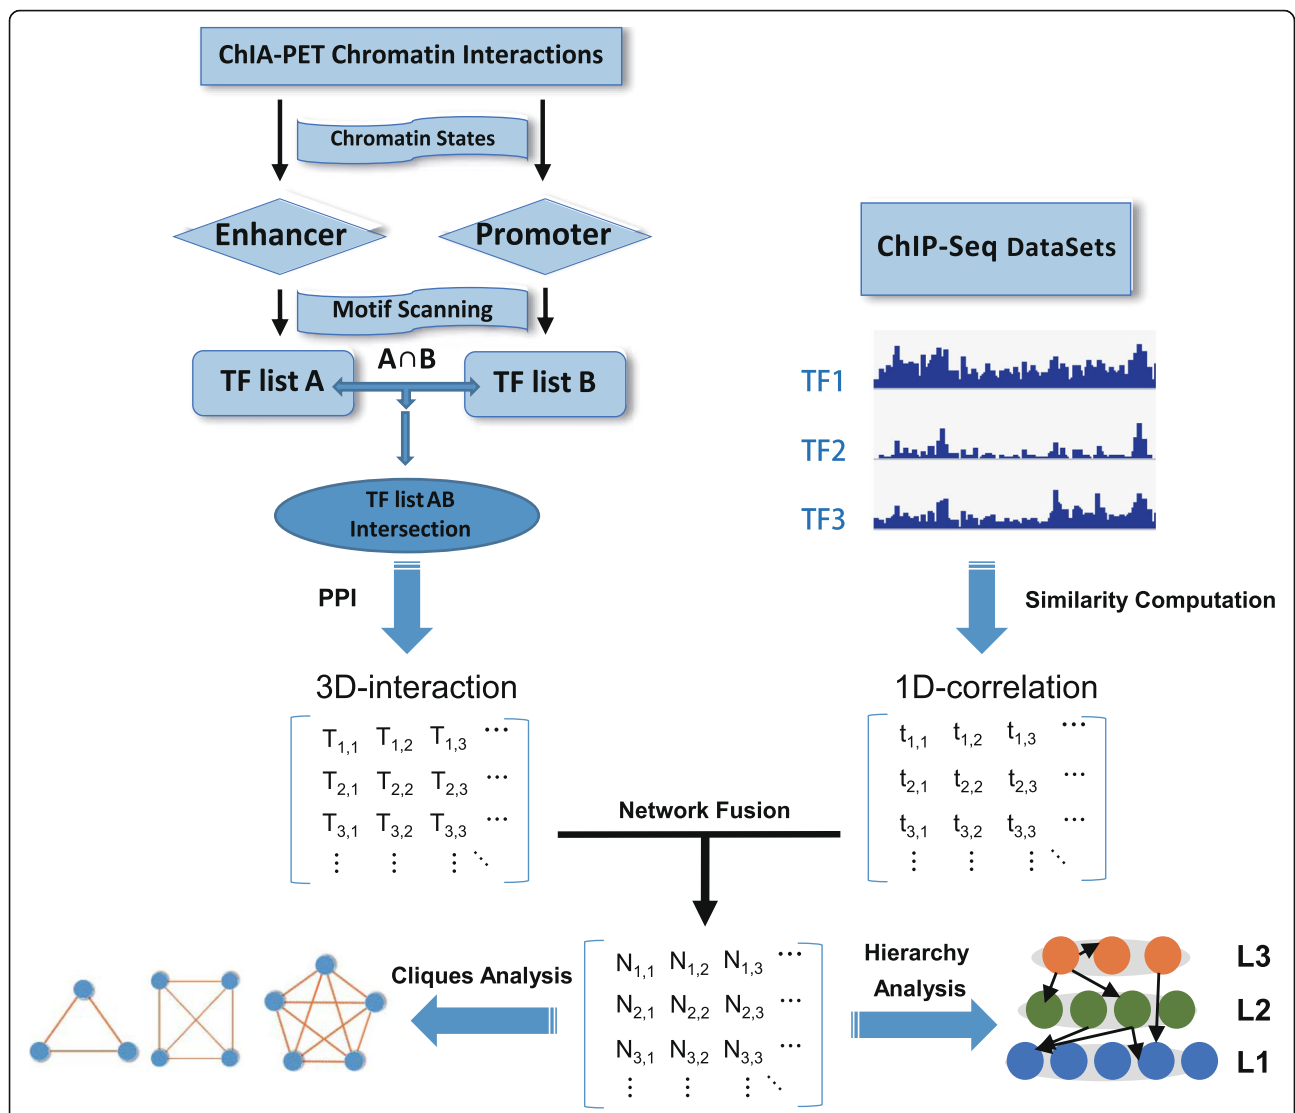 ChIA-PET Chromatin Interactions
Chromatin States
Enhancer
Promoter
Motif Scanning
TF list A
A∩B
TF list B
TF list AB
Intersection
PPI
3D-interaction
T1,1 T1,2 T1,3 ...
T2,1 T2,2 T2,3 ...
T3,1 T3,2 T3,3 ...
⋮ ⋮ ⋮ ⋱
ChIP-Seq DataSets
TF1
TF2
TF3
Similarity Computation
1D-correlation
t1,1 t1,2 t1,3 ...
t2,1 t2,2 t2,3 ...
t3,1 t3,2 t3,3 ...
⋮ ⋮ ⋮ ⋱
Network Fusion
N1,1 N1,2 N1,3 ...
N2,1 N2,2 N2,3 ...
N3,1 N3,2 N3,3 ...
⋮ ⋮ ⋮ ⋱
Cliques Analysis
Hierarchy
Analysis
L3
L2
L1